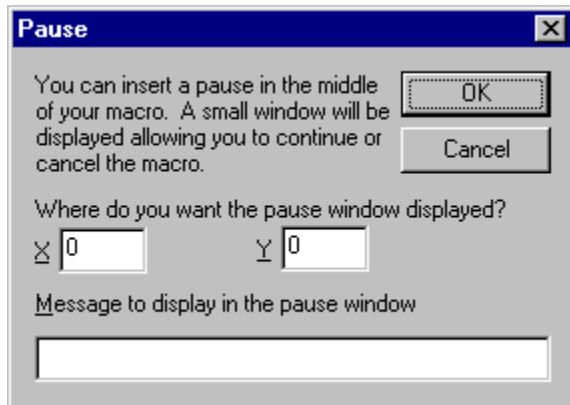 Pause
You can insert a pause in the middle
of your macro. A small window will be
displayed allowing you to continue or
cancel the macro.
OK
Cancel
Where do you want the pause window displayed?
X 0 Y 0
Message to display in the pause window